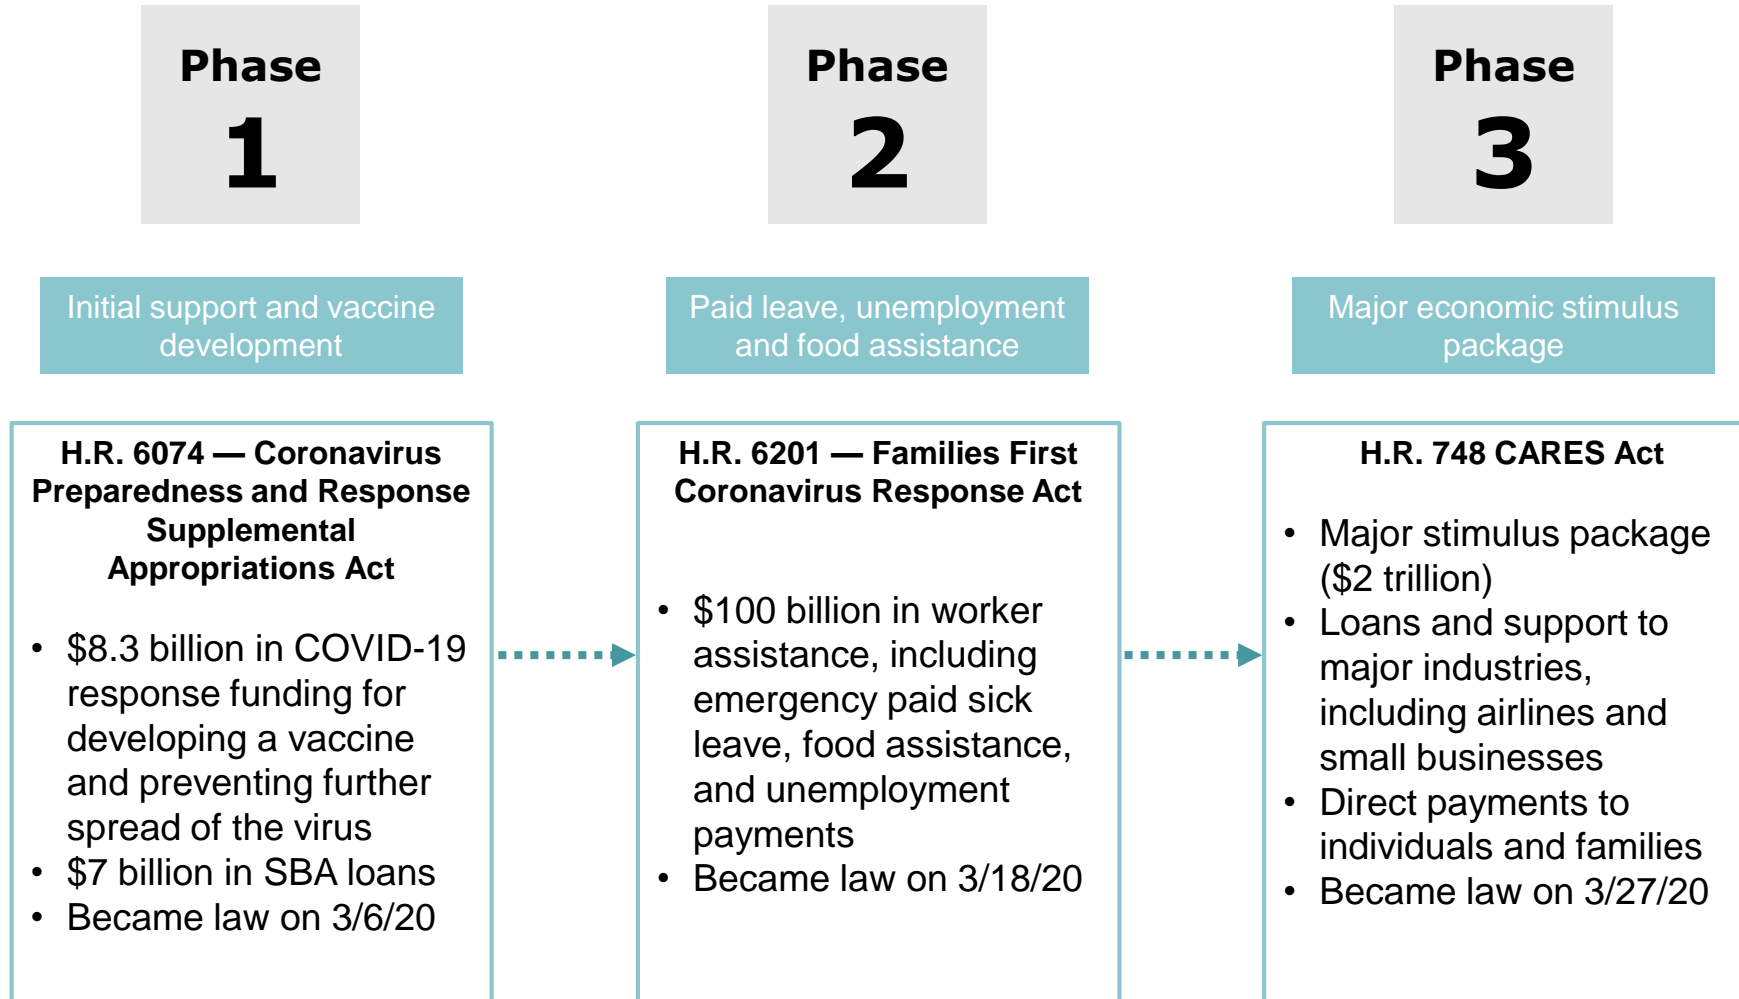 Phase
1
Initial support and vaccine
development
H.R. 6074 — Coronavirus
Preparedness and Response
Supplemental
Appropriations Act
• $8.3 billion in COVID-19
response funding for
developing a vaccine
and preventing further
spread of the virus
• $7 billion in SBA loans
• Became law on 3/6/20
Phase
2
Paid leave, unemployment
and food assistance
H.R. 6201 — Families First
Coronavirus Response Act
• $100 billion in worker
assistance, including
emergency paid sick
leave, food assistance,
and unemployment
payments
• Became law on 3/18/20
Phase
3
Major economic stimulus
package
H.R. 748 CARES Act
• Major stimulus package
($2 trillion)
• Loans and support to
major industries,
including airlines and
small businesses
• Direct payments to
individuals and families
• Became law on 3/27/20